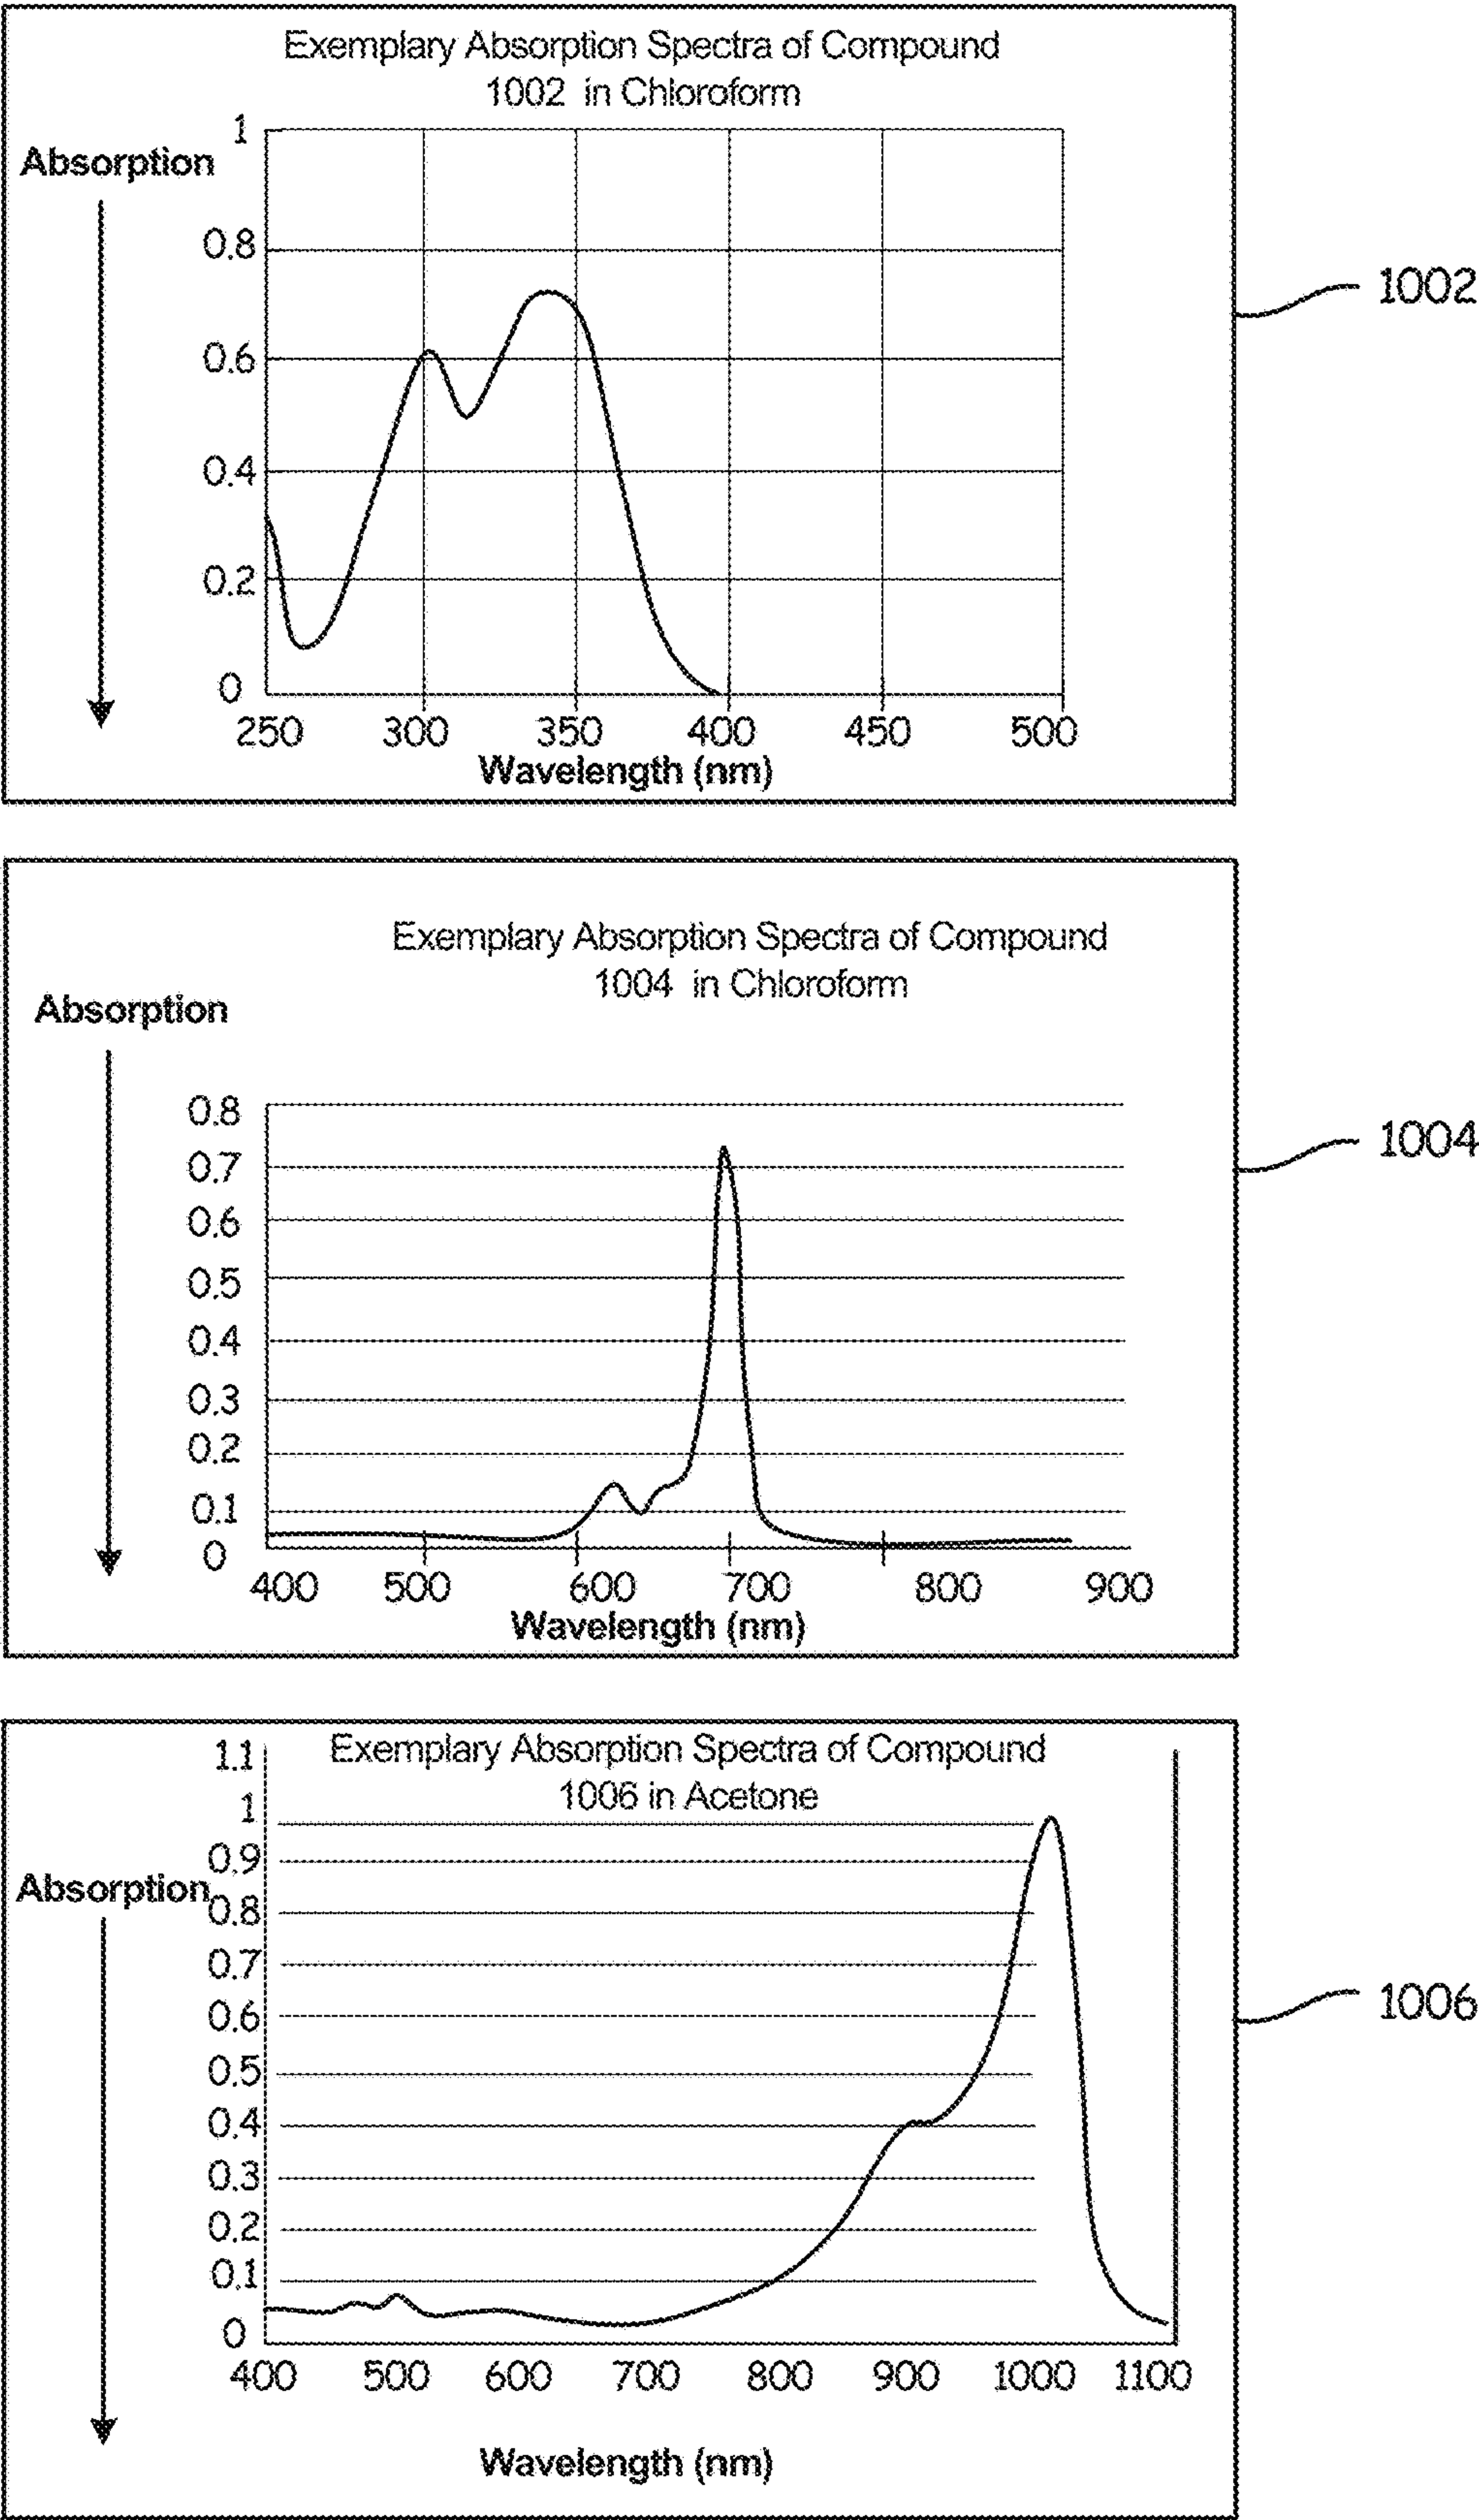 Exemplary Absorption Spectra of Compound
1002 in Chloroform
Absorption
1
0.8
0.6
0.4
0.2
0
250 300 350 400 450 500
Wavelength (nm)
1002
Exemplary Absorption Spectra of Compound
1004 in Chloroform
Absorption
0.8
0.7
0.6
0.5
0.4
0.3
0.2
0.1
0
400 500 600 700 800 900
Wavelength (nm)
1004
Exemplary Absorption Spectra of Compound
1006 in Acetone
Absorption
1.1
1
0.9
0.8
0.7
0.6
0.5
0.4
0.3
0.2
0.1
0
400 500 600 700 800 900 1000 1100
Wavelength (nm)
1006